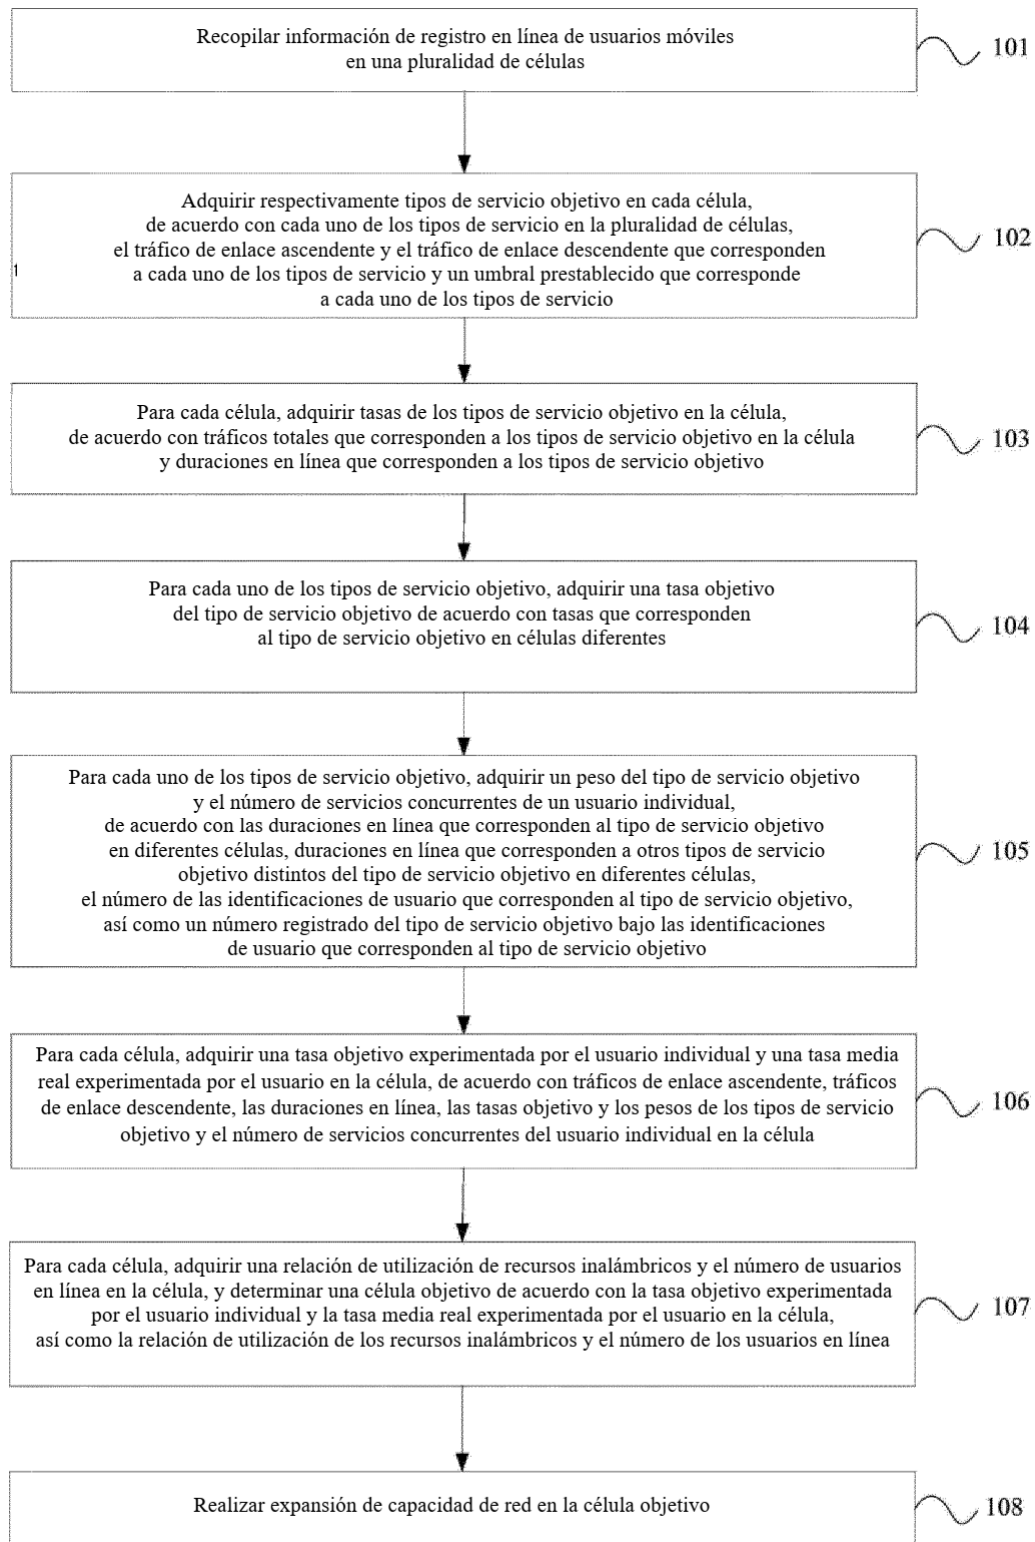 Recopilar información de registro en línea de usuarios móviles
en una pluralidad de células
101
Adquirir respectivamente tipos de servicio objetivo en cada célula,
de acuerdo con cada uno de los tipos de servicio en la pluralidad de células,
el tráfico de enlace ascendente y el tráfico de enlace descendente que corresponden
a cada uno de los tipos de servicio y un umbral prestablecido que corresponde
a cada uno de los tipos de servicio
102
Para cada célula, adquirir tasas de los tipos de servicio objetivo en la célula,
de acuerdo con tráficos totales que corresponden a los tipos de servicio objetivo en la célula
y duraciones en línea que corresponden a los tipos de servicio objetivo
103
Para cada uno de los tipos de servicio objetivo, adquirir una tasa objetivo
del tipo de servicio objetivo de acuerdo con tasas que corresponden
al tipo de servicio objetivo en células diferentes
104
Para cada uno de los tipos de servicio objetivo, adquirir un peso del tipo de servicio objetivo
y el número de servicios concurrentes de un usuario individual,
de acuerdo con las duraciones en línea que corresponden al tipo de servicio objetivo
en diferentes células, duraciones en línea que corresponden a otros tipos de servicio
objetivo distintos del tipo de servicio objetivo en diferentes células,
el número de las identificaciones de usuario que corresponden al tipo de servicio objetivo,
así como un número registrado del tipo de servicio objetivo bajo las identificaciones
de usuario que corresponden al tipo de servicio objetivo
105
Para cada célula, adquirir una tasa objetivo experimentada por el usuario individual y una tasa media
real experimentada por el usuario en la célula, de acuerdo con tráficos de enlace ascendente, tráficos
de enlace descendente, las duraciones en línea, las tasas objetivo y los pesos de los tipos de servicio
objetivo y el número de servicios concurrentes del usuario individual en la célula
106
Para cada célula, adquirir una relación de utilización de recursos inalámbricos y el número de usuarios
en línea en la célula, y determinar una célula objetivo de acuerdo con la tasa objetivo experimentada
por el usuario individual y la tasa media real experimentada por el usuario en la célula,
así como la relación de utilización de los recursos inalámbricos y el número de los usuarios en línea
107
Realizar expansión de capacidad de red en la célula objetivo
108